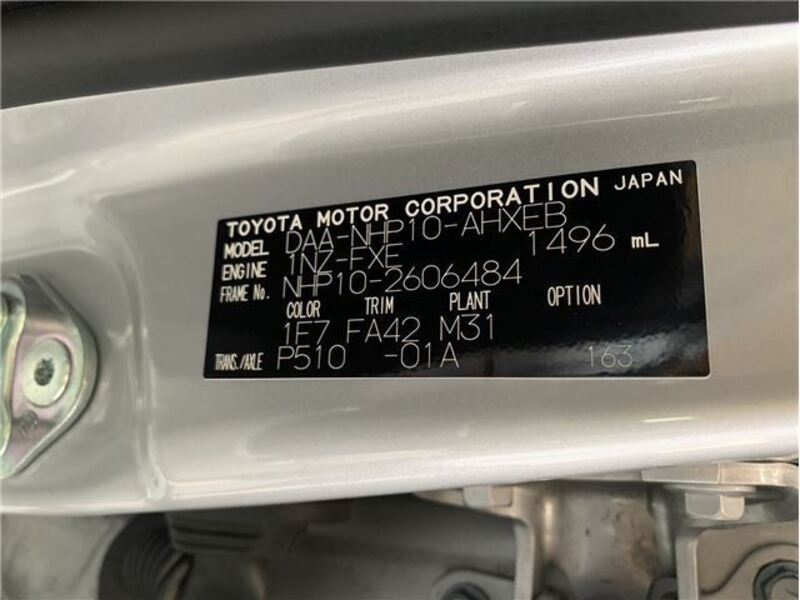 TOYOTA MOTOR CORPORATION JAPAN
MODEL DAA-NHP10-AHXEB
ENGINE 1NZ-FXE 1496 mL
FRAME No. NHP10-2606484
COLOR TRIM PLANT OPTION
1F7 FA42 M31
TRANS./AXLE P510 -01A 163